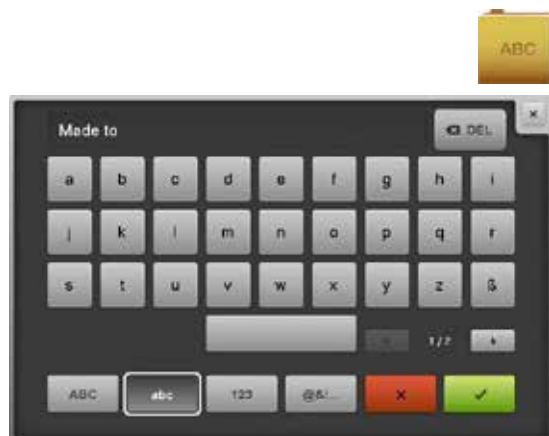 ABC
Made to
DEL
a b c d e f g h i
j k l m n o p q r
s t u v w x y z ß
1/2
ABC abc 123 @&!...